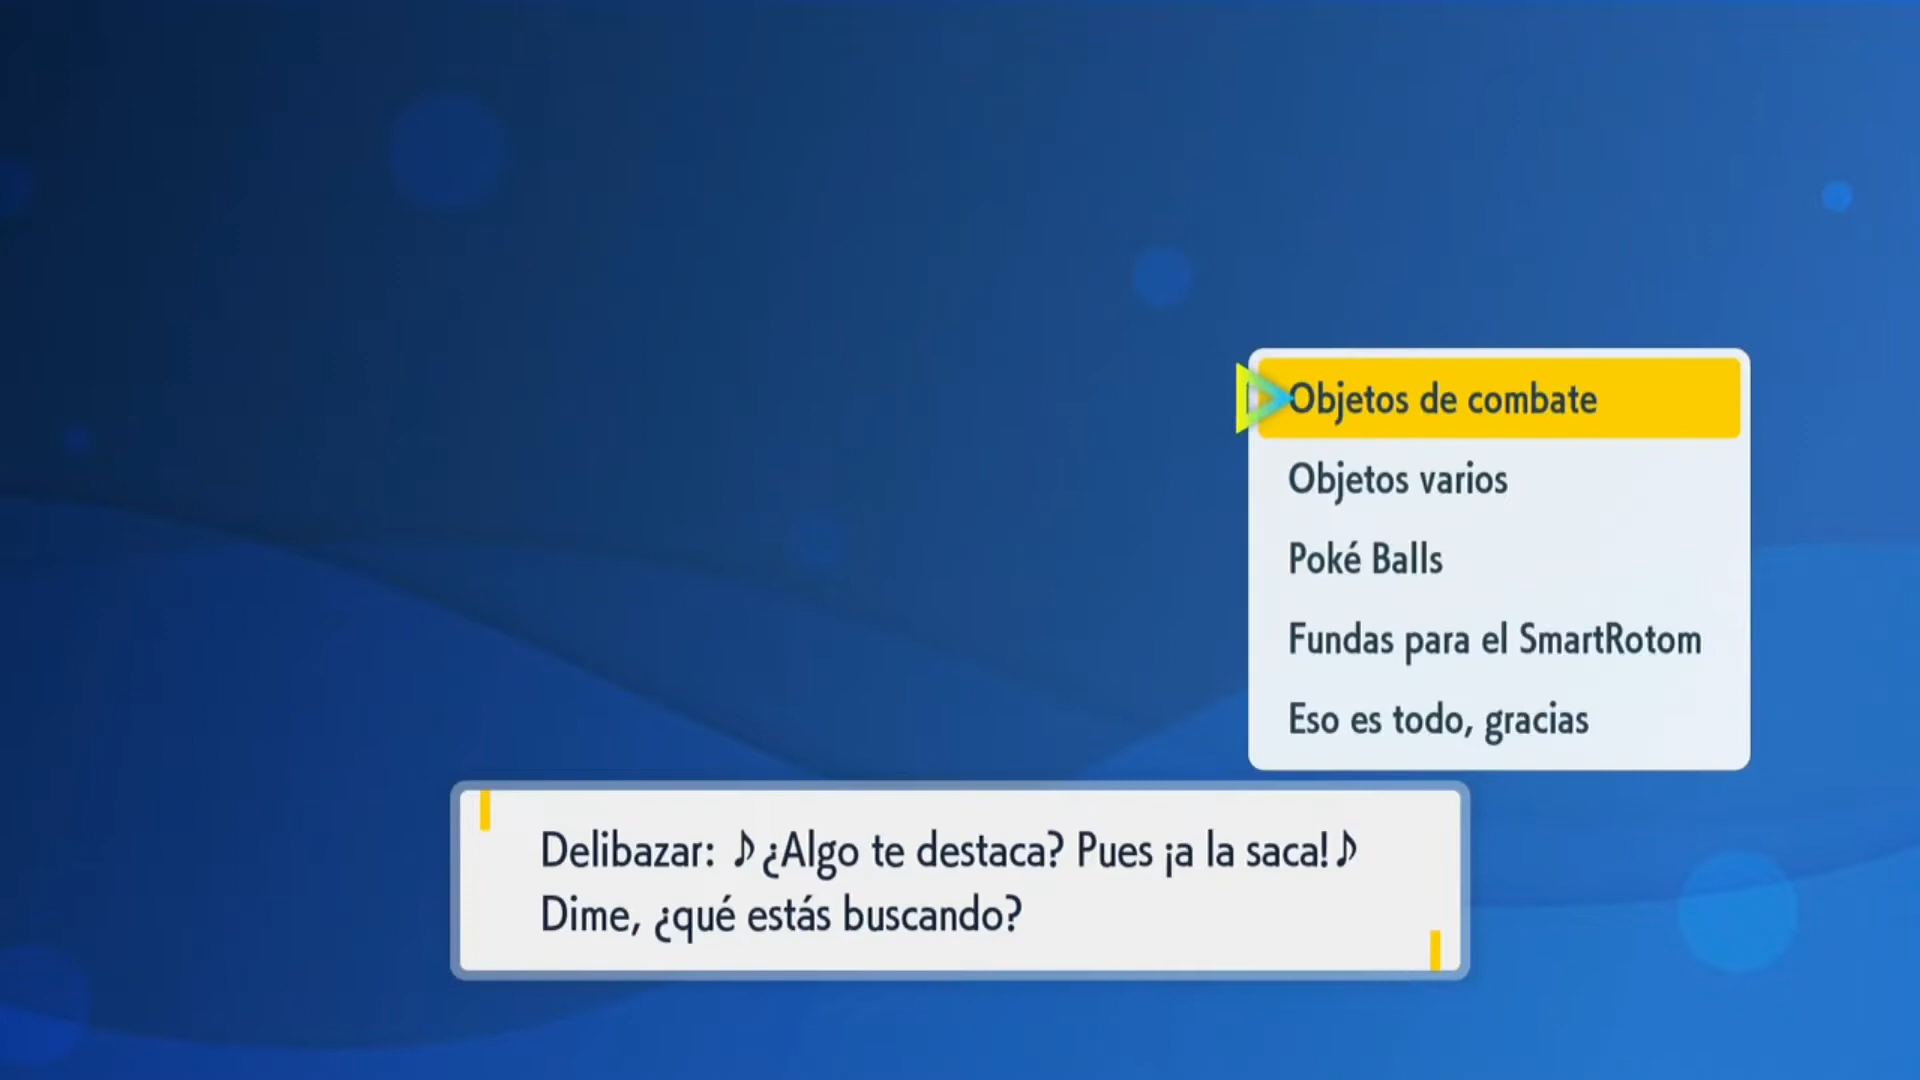 Objetos de combate
Objetos varios
Poké Balls
Fundas para el SmartRotom
Eso es todo, gracias
Delibazar: ♪¿Algo te destaca? Pues ¡a la saca!♪
Dime, ¿qué estás buscando?